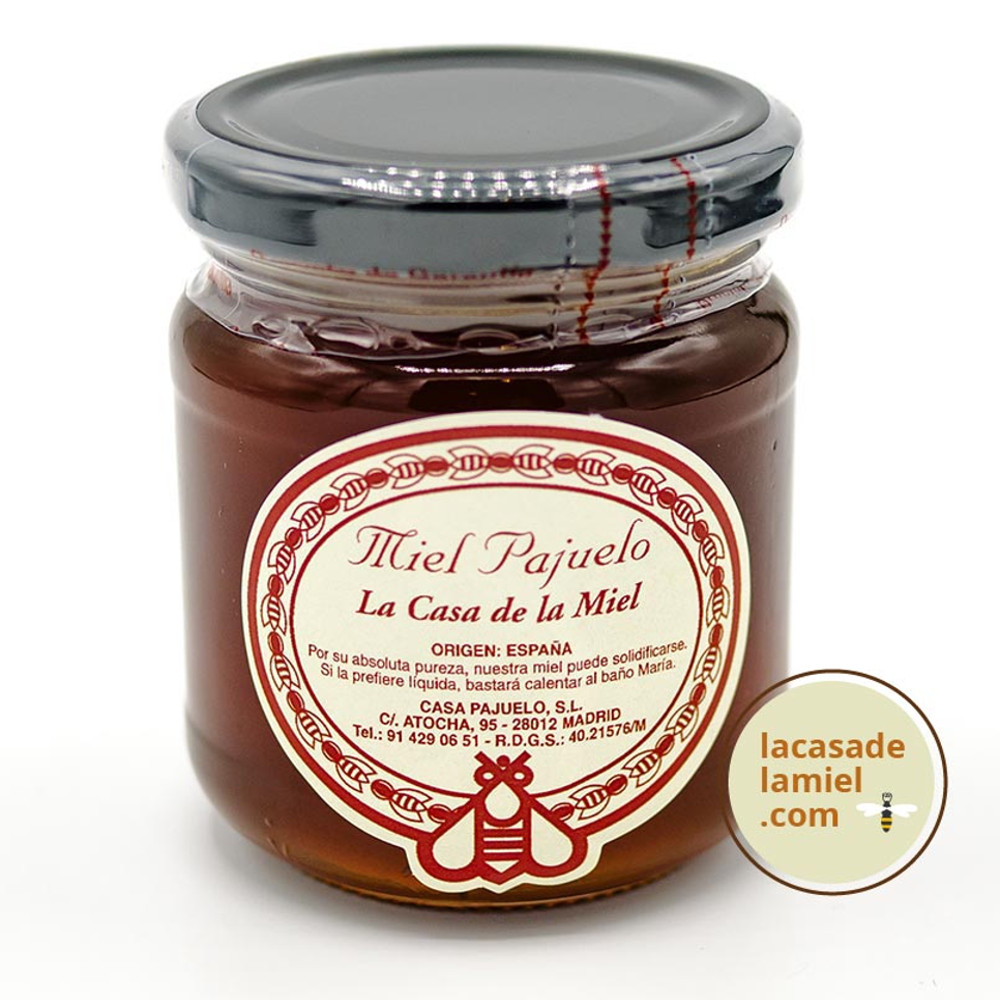 Garantía
Miel Pajuelo
La Casa de la Miel
ORIGEN: ESPAÑA
Por su absoluta pureza, nuestra miel puede solidificarse.
Si la prefiere líquida, bastará calentar al baño María.
CASA PAJUELO, S.L.
C/. ATOCHA, 95 - 28012 MADRID
Tel.: 91 429 06 51 - R.D.G.S.: 40.21576/M
lacasade
lamiel
.com